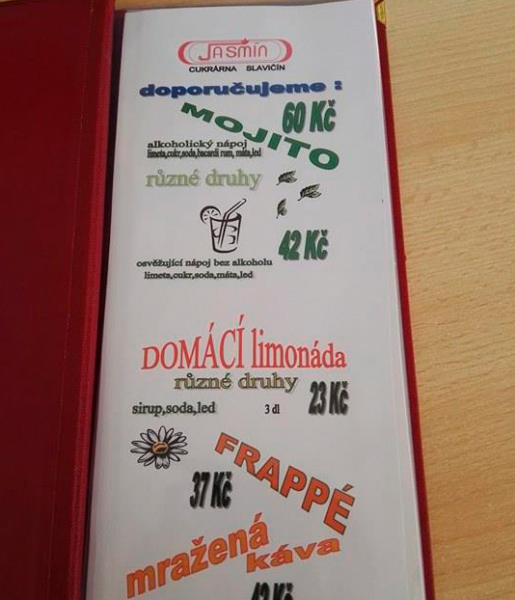 Jasmín
CUKRÁRNA SLAVIČÍN
doporučujeme :
MOJITO 60 Kč
alkoholický nápoj
limeta,cukr,soda,bacardi rum, máta,led
různé druhy
42 Kč
osvěžující nápoj bez alkoholu
limeta,cukr,soda,máta,led
DOMÁCÍ limonáda
různé druhy
sirup,soda,led 3 dl 23 Kč
FRAPPÉ
37 Kč
mražená
káva